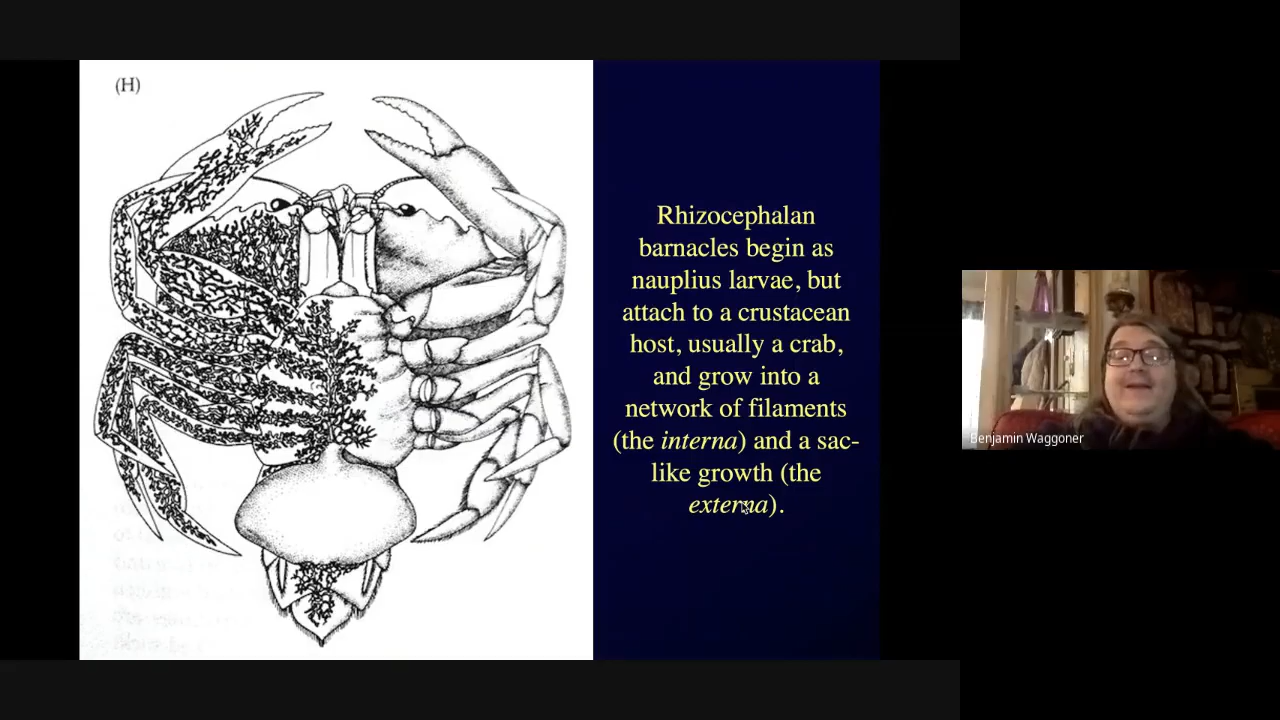 (H)
Rhizocephalan
barnacles begin as
nauplius larvae, but
attach to a crustacean
host, usually a crab,
and grow into a
network of filaments
(the interna) and a sac-
like growth (the
externa).
Benjamin Waggoner